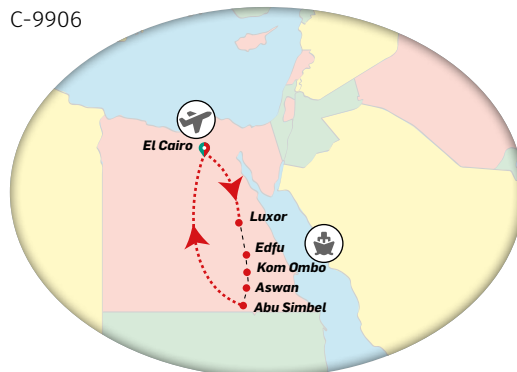 C-9906
El Cairo
Luxor
Edfu
Kom Ombo
Aswan
Abu Simbel